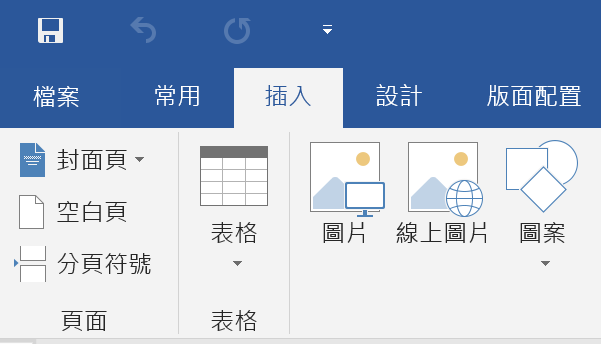 檔案 常用 插入 設計 版面配置
封面頁
空白頁
分頁符號
頁面
表格
表格
圖片
線上圖片
圖案